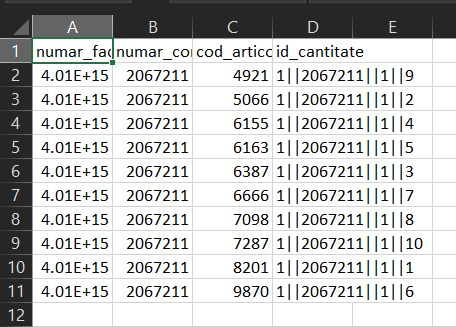 A B C D E
1 numar_fac numar_cor cod_articc id_cantitate
2 4.01E+15 2067211 4921 1||2067211||1||9
3 4.01E+15 2067211 5066 1||2067211||1||2
4 4.01E+15 2067211 6155 1||2067211||1||4
5 4.01E+15 2067211 6163 1||2067211||1||5
6 4.01E+15 2067211 6387 1||2067211||1||3
7 4.01E+15 2067211 6666 1||2067211||1||7
8 4.01E+15 2067211 7098 1||2067211||1||8
9 4.01E+15 2067211 7287 1||2067211||1||10
10 4.01E+15 2067211 8201 1||2067211||1||1
11 4.01E+15 2067211 9870 1||2067211||1||6
12